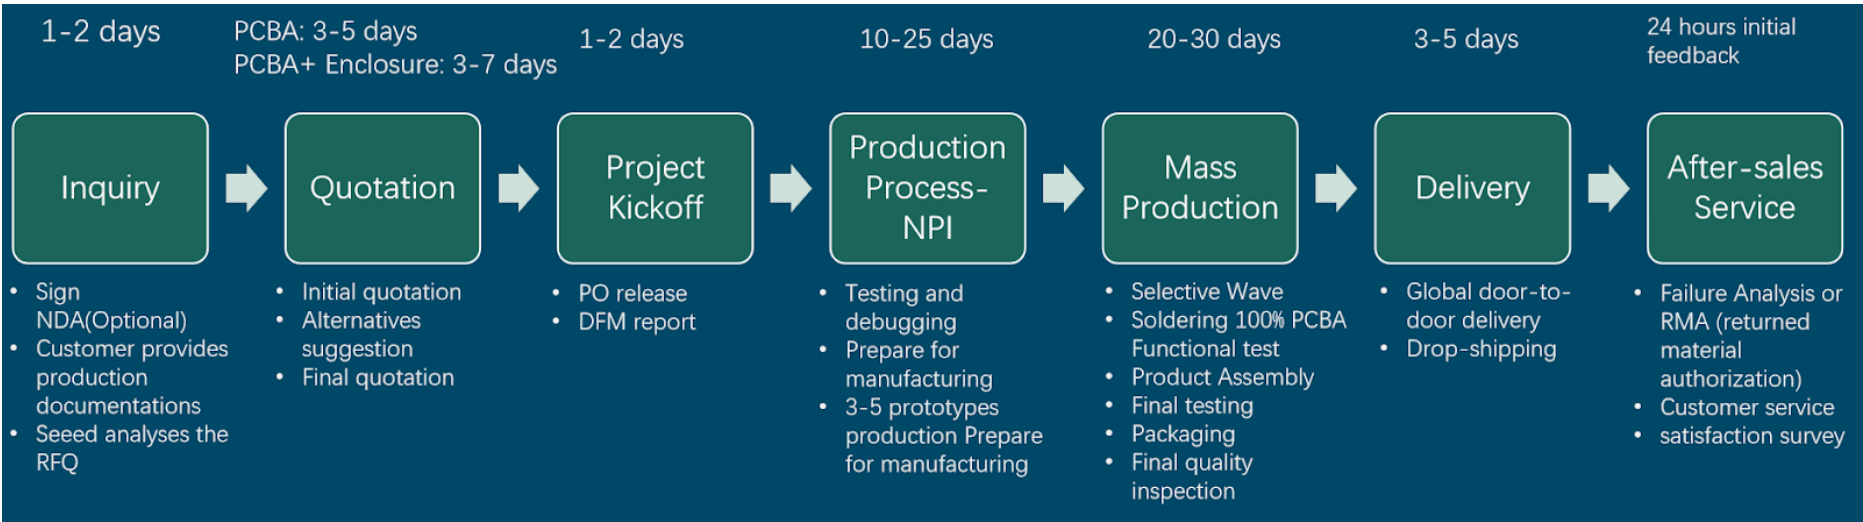 1-2 days
PCBA: 3-5 days
PCBA+ Enclosure: 3-7 days
1-2 days
10-25 days
20-30 days
3-5 days
24 hours initial
feedback
Inquiry
Quotation
Project
Kickoff
Production
Process-
NPI
Mass
Production
Delivery
After-sales
Service
• Sign
NDA(Optional)
• Customer provides
production
documentations
• Seeed analyses the
RFQ
• Initial quotation
• Alternatives
suggestion
• Final quotation
• PO release
• DFM report
• Testing and
debugging
• Prepare for
manufacturing
• 3-5 prototypes
production Prepare
for manufacturing
• Selective Wave
• Soldering 100% PCBA
Functional test
• Product Assembly
• Final testing
• Packaging
• Final quality
inspection
• Global door-to-
door delivery
• Drop-shipping
• Failure Analysis or
RMA (returned
material
authorization)
• Customer service
• satisfaction survey